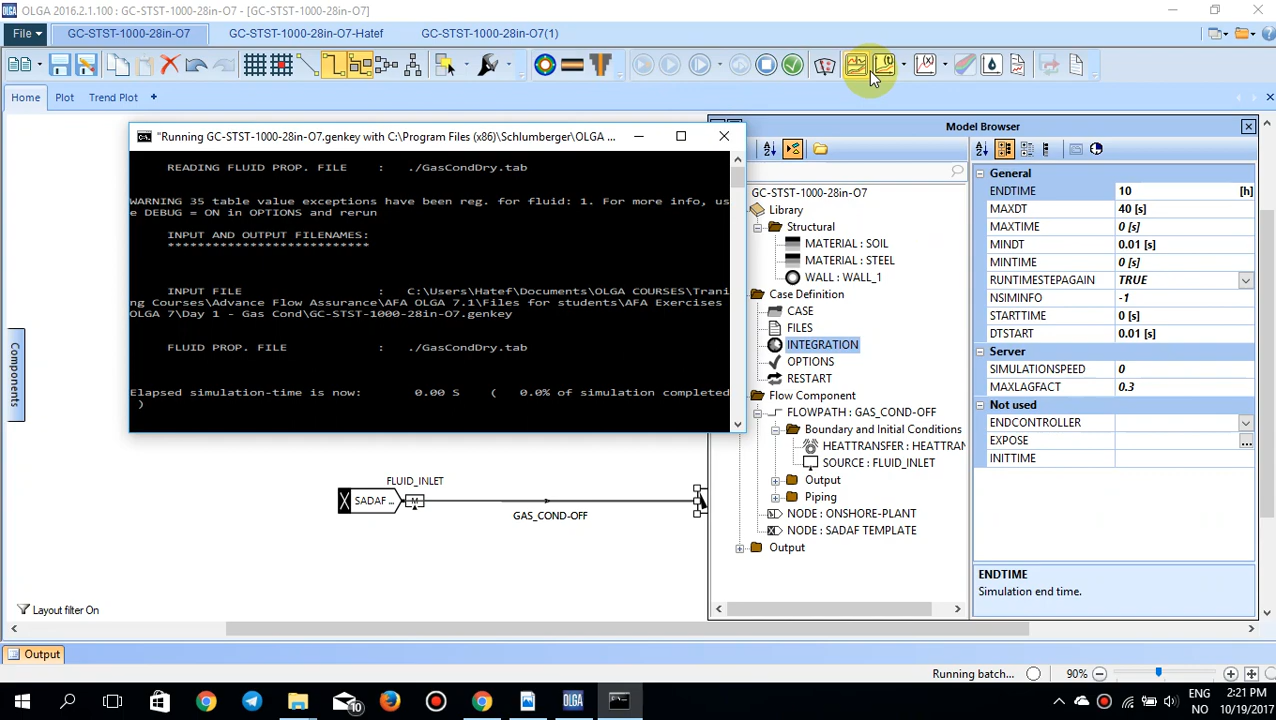 OLGA 2016.2.1.100 : GC-STST-1000-28in-O7 - [GC-STST-1000-28in-O7]
File
GC-STST-1000-28in-O7
GC-STST-1000-28in-O7-Hatef
GC-STST-1000-28in-O7(1)
Home
Plot
Trend Plot
+
"Running GC-STST-1000-28in-O7.genkey with C:\Program Files (x86)\Schlumberger\OLGA ...
READING FLUID PROP. FILE : ./GasCondDry.tab
WARNING 35 table value exceptions have been reg. for fluid: 1. For more info, us
e DEBUG = ON in OPTIONS and rerun
INPUT AND OUTPUT FILENAMES:
***************************
INPUT FILE : C:\Users\Hatef\Documents\OLGA COURSES\Trani
ng Courses\Advance Flow Assurance\AFA OLGA 7.1\Files for students\AFA Exercises
OLGA 7\Day 1 - Gas Cond\GC-STST-1000-28in-O7.genkey
FLUID PROP. FILE : ./GasCondDry.tab
Elapsed simulation-time is now: 0.00 S ( 0.0% of simulation completed
)
Components
FLUID_INLET
SADAF ...
M
GAS_COND-OFF
Layout filter On
Model Browser
GC-STST-1000-28in-O7
Library
Structural
MATERIAL : SOIL
MATERIAL : STEEL
WALL : WALL_1
Case Definition
CASE
FILES
INTEGRATION
OPTIONS
RESTART
Flow Component
FLOWPATH : GAS_COND-OFF
Boundary and Initial Conditions
HEATTRANSFER : HEATTRAN
SOURCE : FLUID_INLET
Output
Piping
NODE : ONSHORE-PLANT
NODE : SADAF TEMPLATE
Output
General
ENDTIME 10 [h]
MAXDT 40 [s]
MAXTIME 0 [s]
MINDT 0.01 [s]
MINTIME 0 [s]
RUNTIMESTEPAGAIN TRUE
NSIMINFO -1
STARTTIME 0 [s]
DTSTART 0.01 [s]
Server
SIMULATIONSPEED 0
MAXLAGFACT 0.3
Not used
ENDCONTROLLER
EXPOSE ...
INITTIME
ENDTIME
Simulation end time.
Output
Running batch...
90%
10
ENG
NO
2:21 PM
10/19/2017